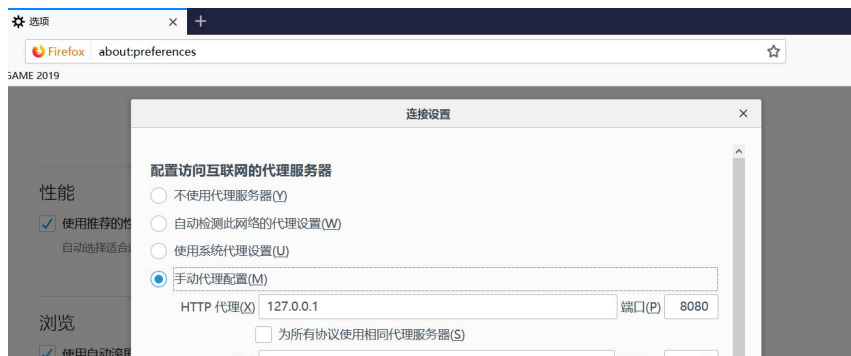 选项
Firefox about:preferences
GAME 2019
连接设置
配置访问互联网的代理服务器
不使用代理服务器(Y)
性能
自动检测此网络的代理设置(W)
使用推荐的性
使用系统代理设置(U)
自动选择适合
手动代理配置(M)
HTTP 代理(X) 127.0.0.1 端口(P) 8080
浏览
为所有协议使用相同代理服务器(S)
使用自动滚屏